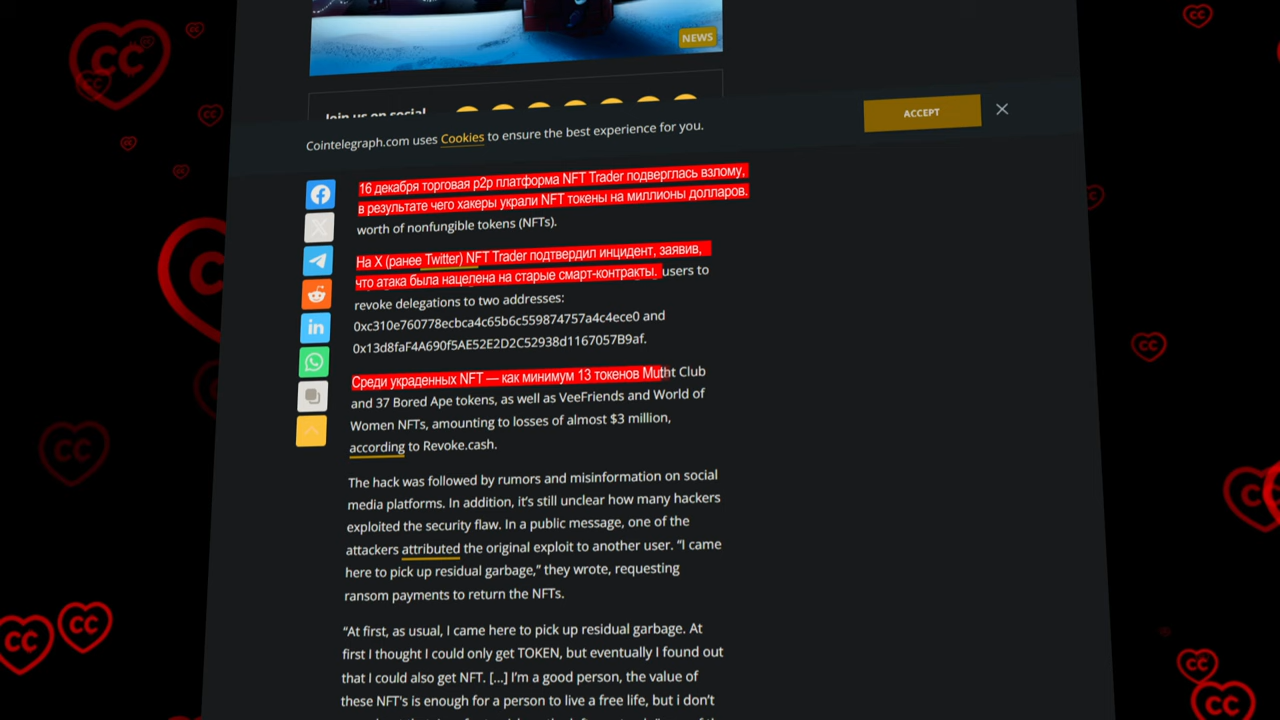 NEWS
Join us on social
Cointelegraph.com uses Cookies to ensure the best experience for you.
ACCEPT
16 декабря торговая p2p платформа NFT Trader подверглась взлому,
в результате чего хакеры украли NFT токены на миллионы долларов.
worth of nonfungible tokens (NFTs).
На X (ранее Twitter) NFT Trader подтвердил инцидент, заявив,
что атака была нацелена на старые смарт-контракты. users to
revoke delegations to two addresses:
0xc310e760778ecbca4c65b6c559874757a4c4ece0 and
0x13d8faF4A690f5AE52E2D2C52938d1167057B9af.
Среди украденных NFT — как минимум 13 токенов Mutht Club
and 37 Bored Ape tokens, as well as VeeFriends and World of
Women NFTs, amounting to losses of almost $3 million,
according to Revoke.cash.
The hack was followed by rumors and misinformation on social
media platforms. In addition, it's still unclear how many hackers
exploited the security flaw. In a public message, one of the
attackers attributed the original exploit to another user. “I came
here to pick up residual garbage,” they wrote, requesting
ransom payments to return the NFTs.
“At first, as usual, I came here to pick up residual garbage. At
first I thought I could only get TOKEN, but eventually I found out
that I could also get NFT. [...] I'm a good person, the value of
these NFT's is enough for a person to live a free life, but i don't
CC
CC
CC
CC
CC
CC
CC
CC